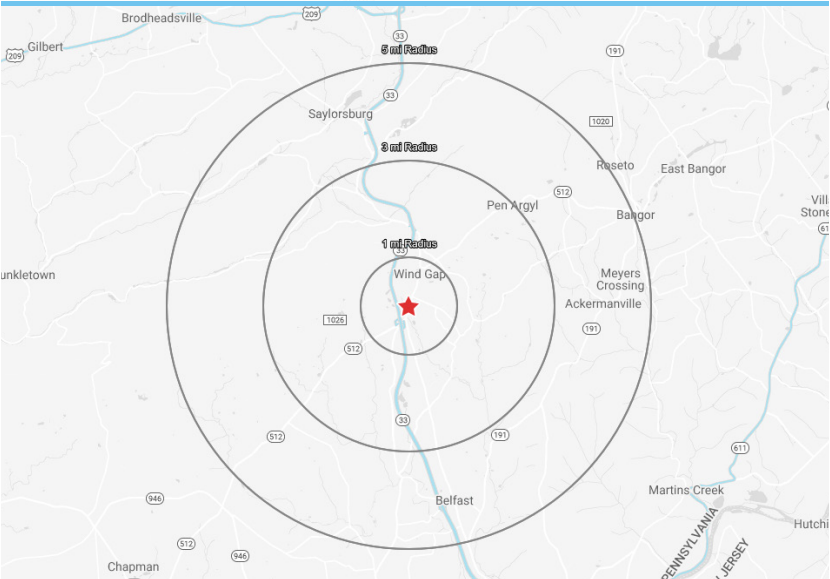 Brodheadsville
209
33
5 mi Radius
191
Gilbert
209
33
Saylorsburg
1020
3 mi Radius
Roseto
East Bangor
512
Pen Argyl
Bangor
1 mi Radius
33
Wind Gap
unkletown
Meyers
Crossing
Ackermanville
1026
191
512
33
512
191
611
Martins Creek
946
Belfast
PENNSYLVANIA
Hutchi
512
946
JERSEY
Chapman
Vill
Stone
61